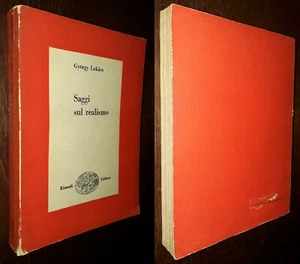 György Lukács
Saggi
sul realismo
Einaudi Editore